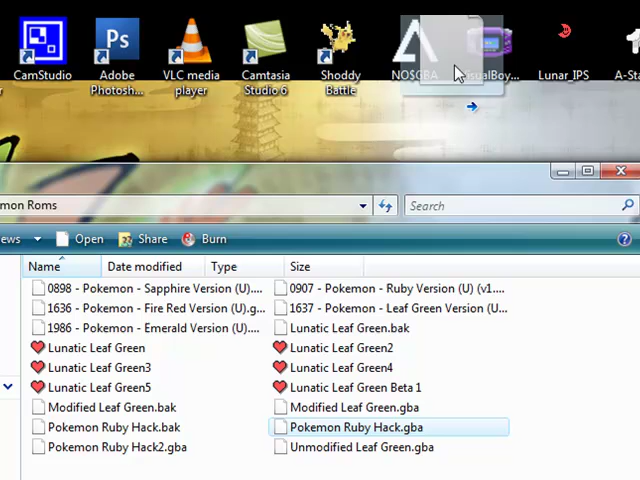 CamStudio
Adobe Photosh...
VLC media player
Camtasia Studio 6
Shoddy Battle
NO$GBA
VisualBoy...
Lunar_IPS
A-Sta
mon Roms
Search
ews
Open
Share
Burn
Name
Date modified
Type
Size
0898 - Pokemon - Sapphire Version (U)....
0907 - Pokemon - Ruby Version (U) (v1....
1636 - Pokemon - Fire Red Version (U).g...
1637 - Pokemon - Leaf Green Version (U...
1986 - Pokemon - Emerald Version (U)....
Lunatic Leaf Green.bak
Lunatic Leaf Green
Lunatic Leaf Green2
Lunatic Leaf Green3
Lunatic Leaf Green4
Lunatic Leaf Green5
Lunatic Leaf Green Beta 1
Modified Leaf Green.bak
Modified Leaf Green.gba
Pokemon Ruby Hack.bak
Pokemon Ruby Hack.gba
Pokemon Ruby Hack2.gba
Unmodified Leaf Green.gba